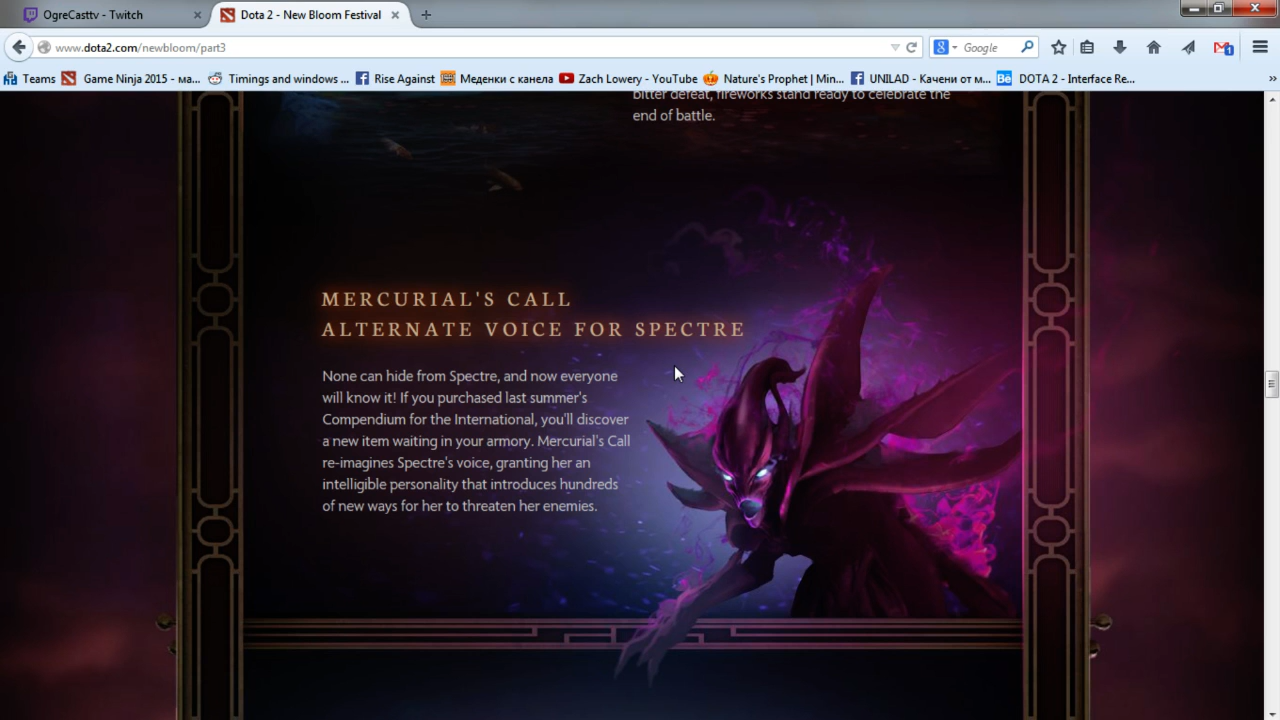 OgreCasttv - Twitch
Dota 2 - New Bloom Festival
www.dota2.com/newbloom/part3
Google
1
Teams
Game Ninja 2015 - ма...
Timings and windows ...
Rise Against
Меденки с канела
Zach Lowery - YouTube
Nature's Prophet | Min...
UNILAD - Качени от м...
Bē
DOTA 2 - Interface Re...
bitter defeat, fireworks stand ready to celebrate the
end of battle.
MERCURIAL'S CALL
ALTERNATE VOICE FOR SPECTRE
None can hide from Spectre, and now everyone
will know it! If you purchased last summer's
Compendium for the International, you'll discover
a new item waiting in your armory. Mercurial's Call
re-imagines Spectre's voice, granting her an
intelligible personality that introduces hundreds
of new ways for her to threaten her enemies.